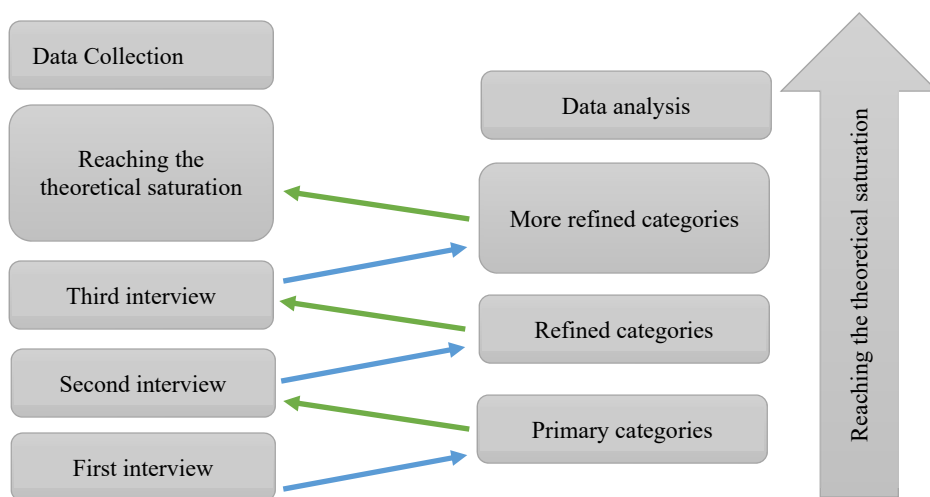 Data Collection
Data analysis
Reaching the
theoretical saturation
More refined categories
Third interview
Refined categories
Second interview
Primary categories
First interview
Reaching the theoretical saturation